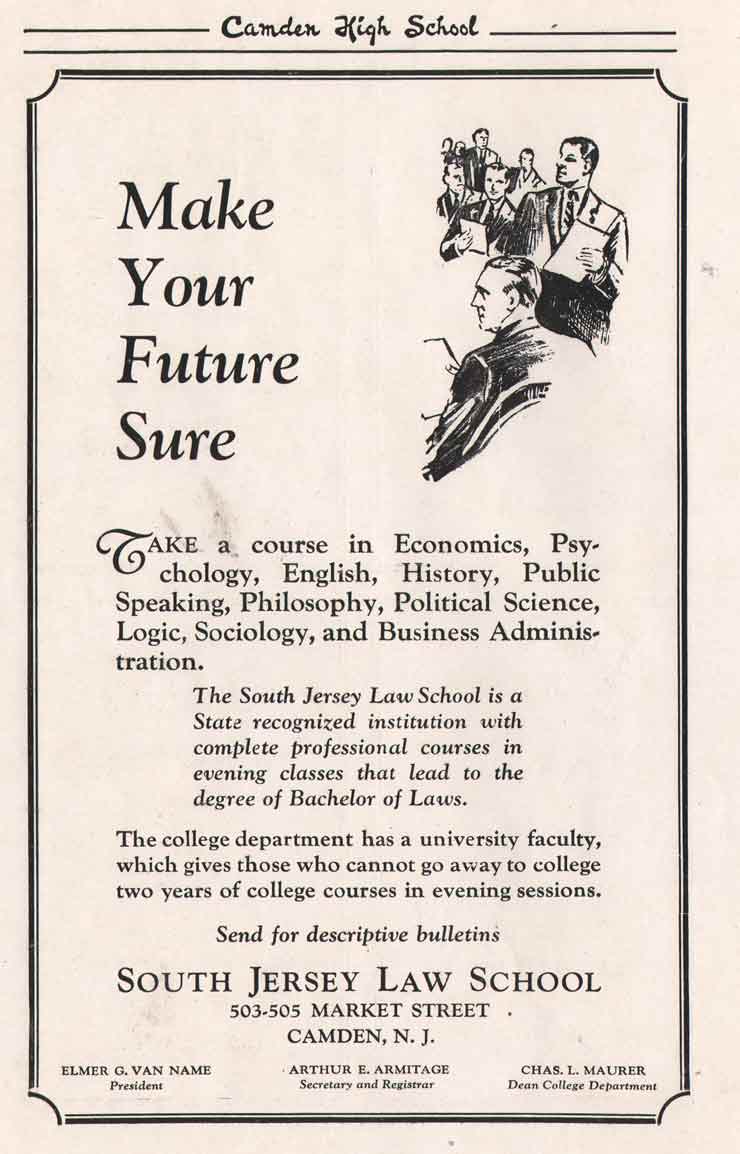 Camden High School
Make
Your
Future
Sure
TAKE a course in Economics, Psy-
chology, English, History, Public
Speaking, Philosophy, Political Science,
Logic, Sociology, and Business Adminis-
tration.
The South Jersey Law School is a
State recognized institution with
complete professional courses in
evening classes that lead to the
degree of Bachelor of Laws.
The college department has a university faculty,
which gives those who cannot go away to college
two years of college courses in evening sessions.
Send for descriptive bulletins
SOUTH JERSEY LAW SCHOOL
503-505 MARKET STREET
CAMDEN, N. J.
ELMER G. VAN NAME ARTHUR E. ARMITAGE CHAS. L. MAURER
President Secretary and Registrar Dean College Department